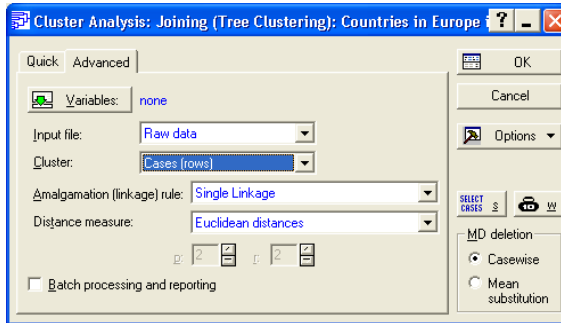 Cluster Analysis: Joining (Tree Clustering): Countries in Europe
Quick Advanced
Variables: none
Input file: Raw data
Cluster: Cases (rows)
Amalgamation (linkage) rule: Single Linkage
Distance measure: Euclidean distances
p: 2 r: 2
Batch processing and reporting
OK
Cancel
Options
SELECT CASES S W
MD deletion
Casewise
Mean
substitution